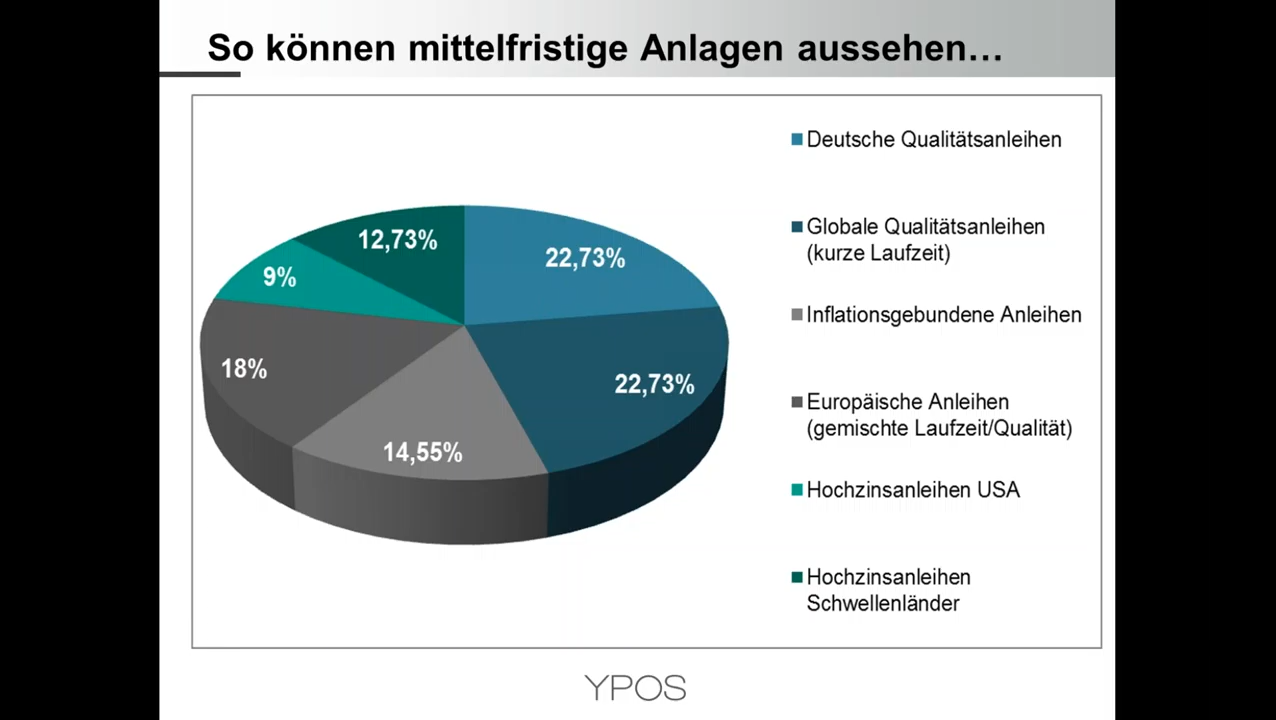 So können mittelfristige Anlagen aussehen…
12,73%
22,73%
9%
18%
22,73%
14,55%
Deutsche Qualitätsanleihen
Globale Qualitätsanleihen
(kurze Laufzeit)
Inflationsgebundene Anleihen
Europäische Anleihen
(gemischte Laufzeit/Qualität)
Hochzinsanleihen USA
Hochzinsanleihen
Schwellenländer
YPOS